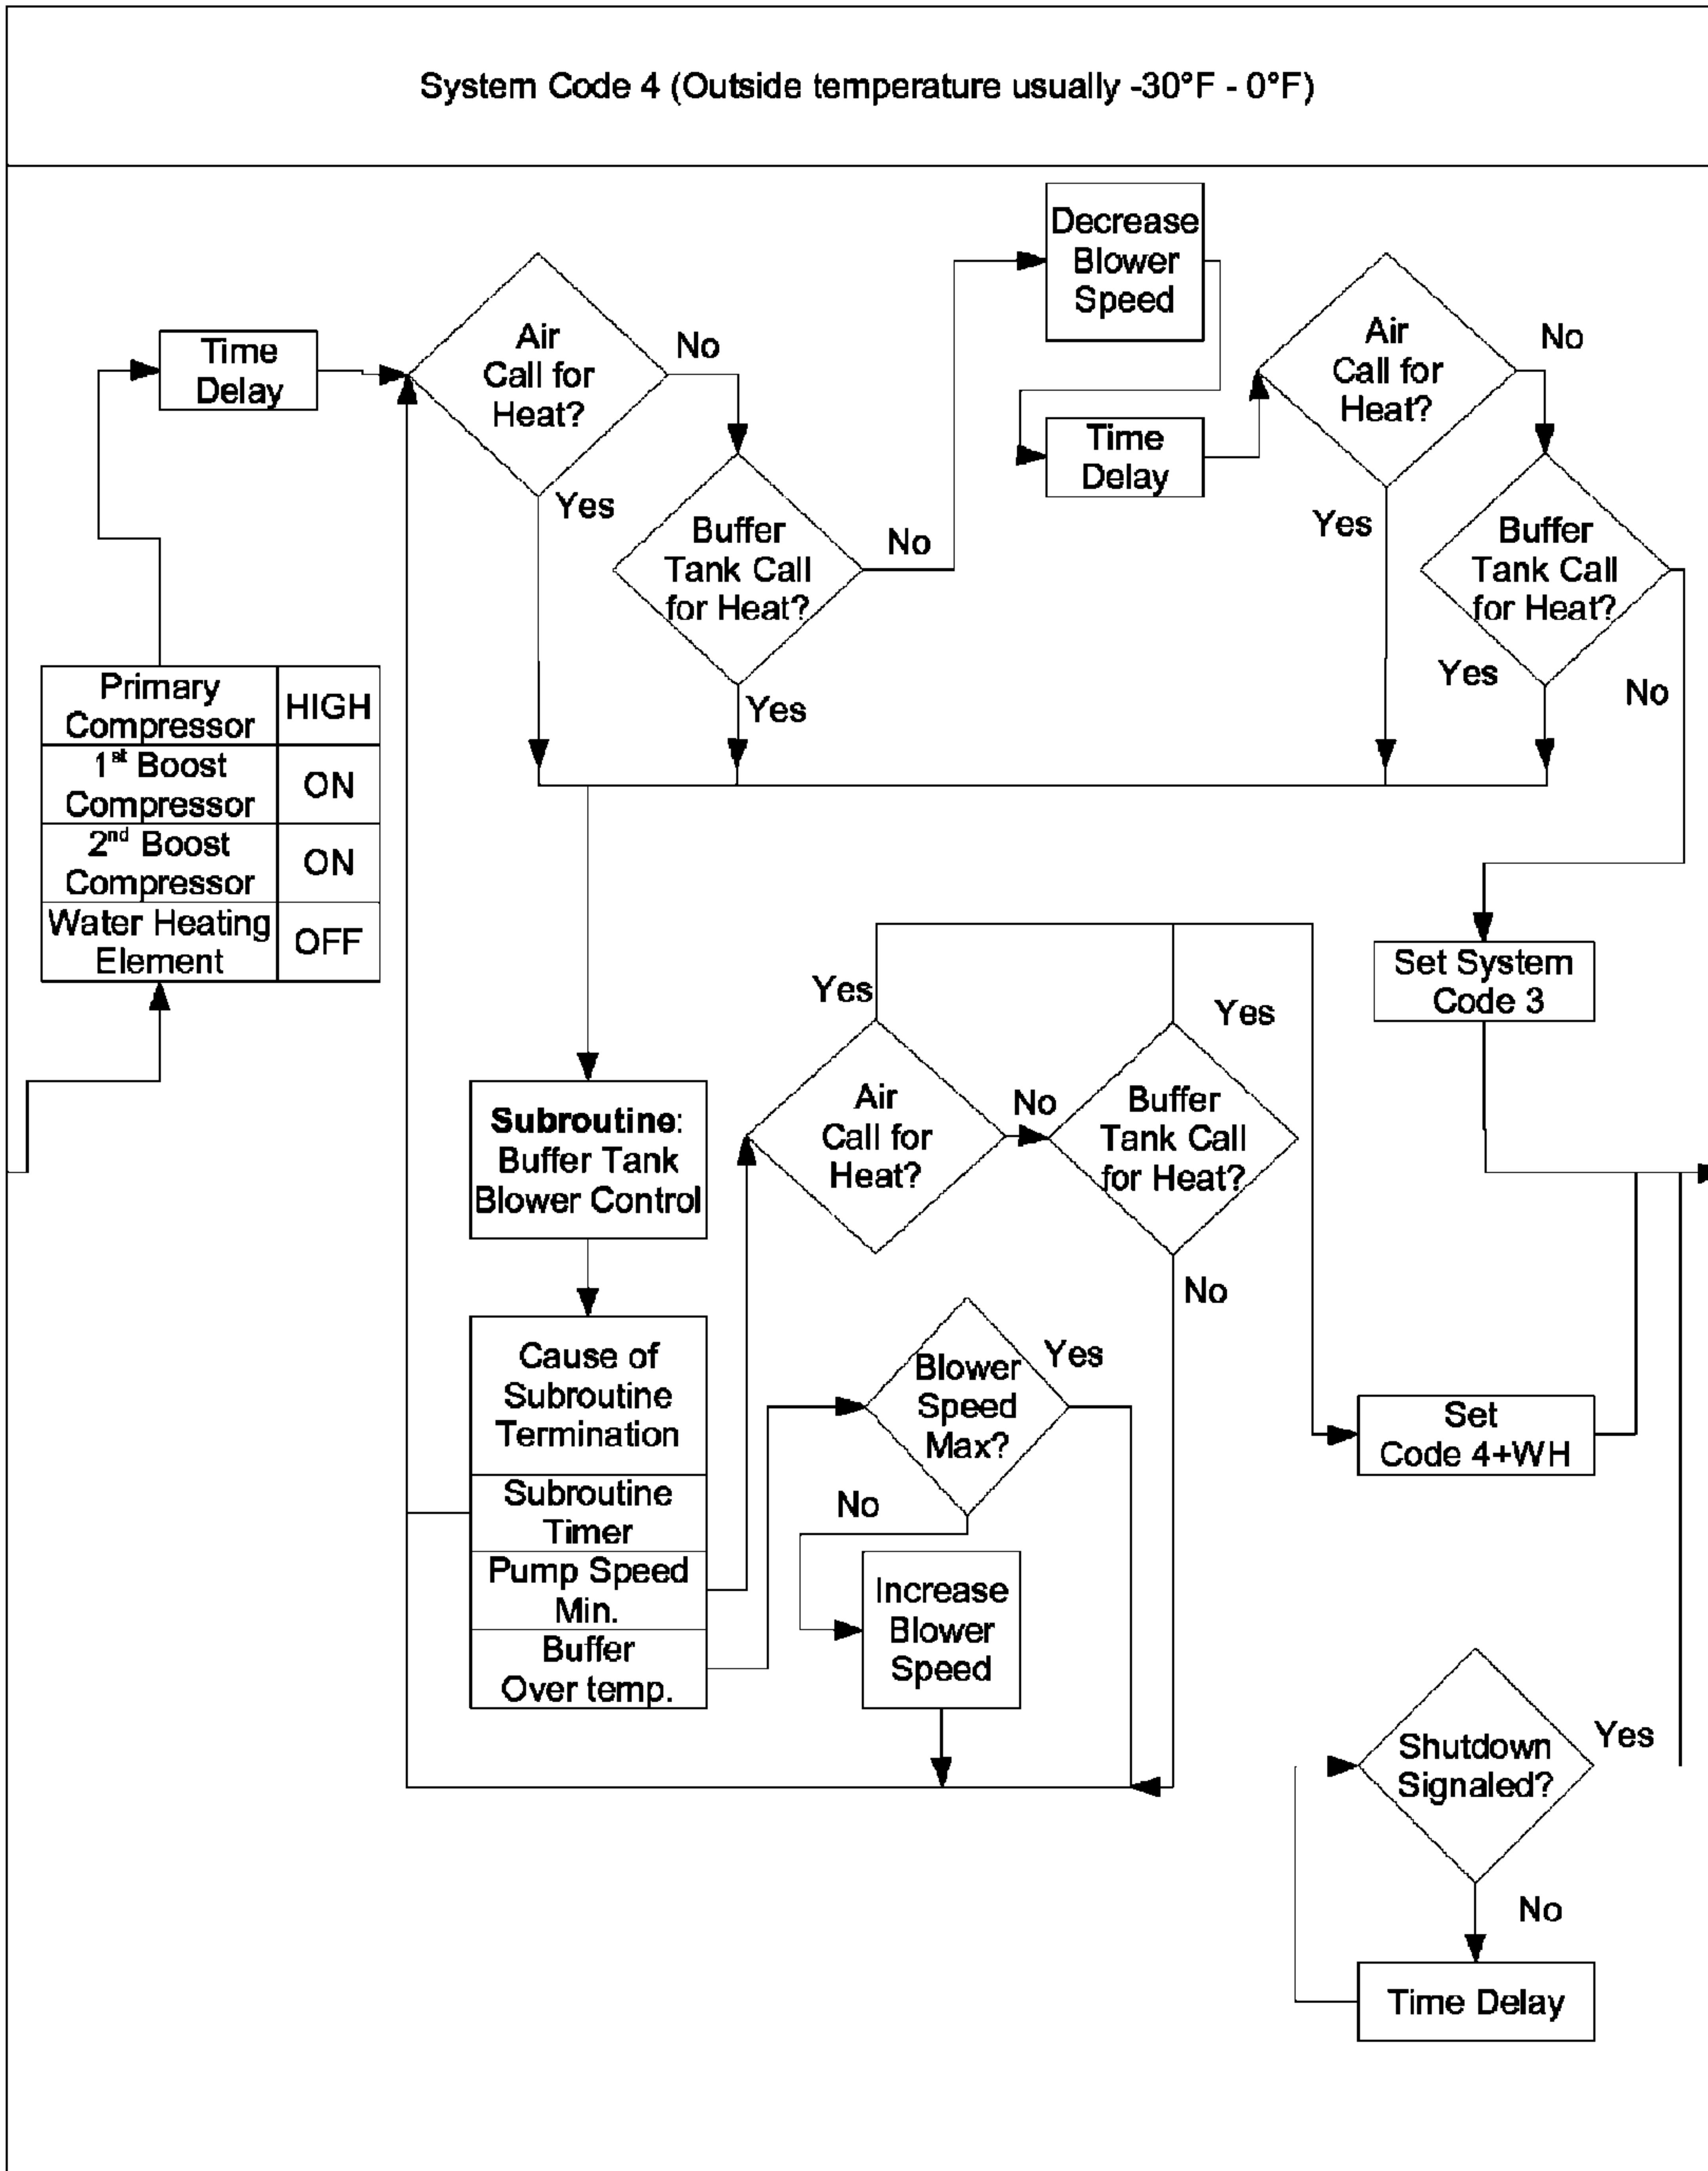 System Code 4 (Outside temperature usually -30°F - 0°F)
Decrease
Blower
Speed
Time
Delay
Air
Call for
Heat?
No
Yes
Buffer
Tank Call
for Heat?
No
Yes
Time
Delay
Air
Call for
Heat?
No
Yes
Buffer
Tank Call
for Heat?
Yes
No
Primary
Compressor
HIGH
1st Boost
Compressor
ON
2nd Boost
Compressor
ON
Water Heating
Element
OFF
Set System
Code 3
Subroutine:
Buffer Tank
Blower Control
Yes
Air
Call for
Heat?
No
Yes
Buffer
Tank Call
for Heat?
No
Cause of
Subroutine
Termination
Subroutine
Timer
Pump Speed
Min.
Buffer
Over temp.
Blower
Speed
Max?
Yes
No
Increase
Blower
Speed
Set
Code 4+WH
Shutdown
Signaled?
Yes
No
Time Delay